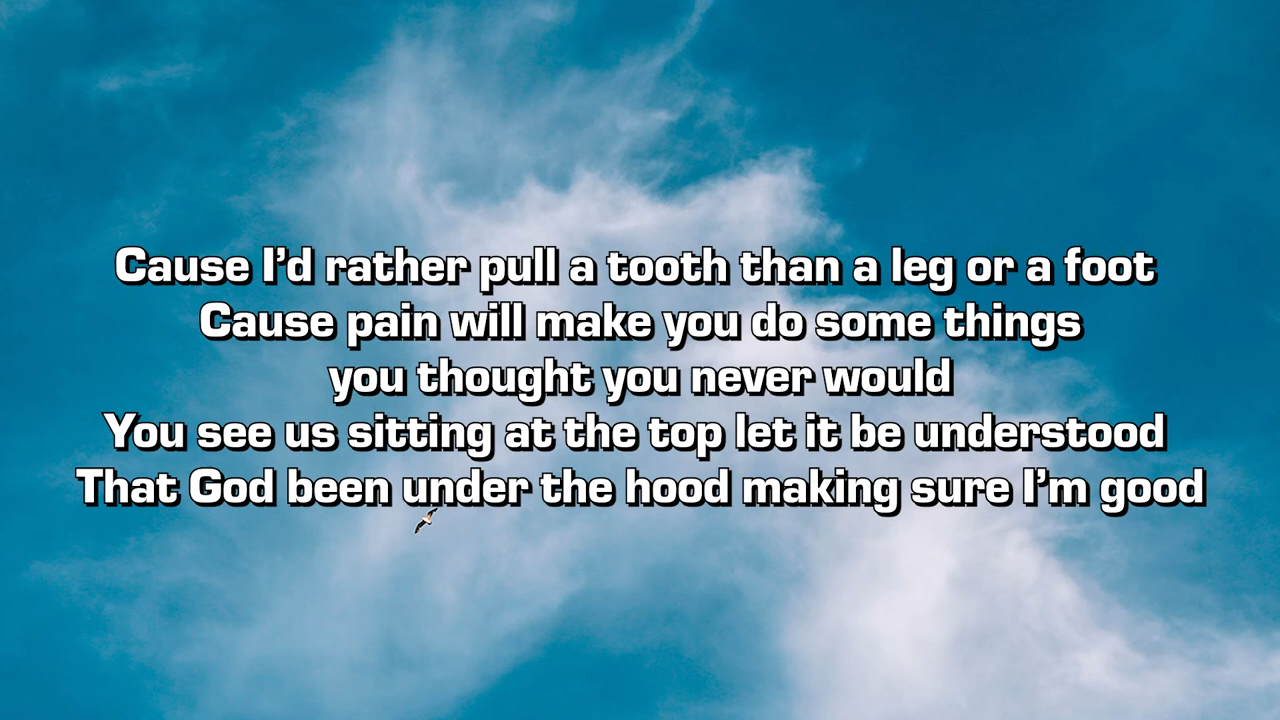 Cause I’d rather pull a tooth than a leg or a foot
Cause pain will make you do some things
you thought you never would
You see us sitting at the top let it be understood
That God been under the hood making sure I’m good